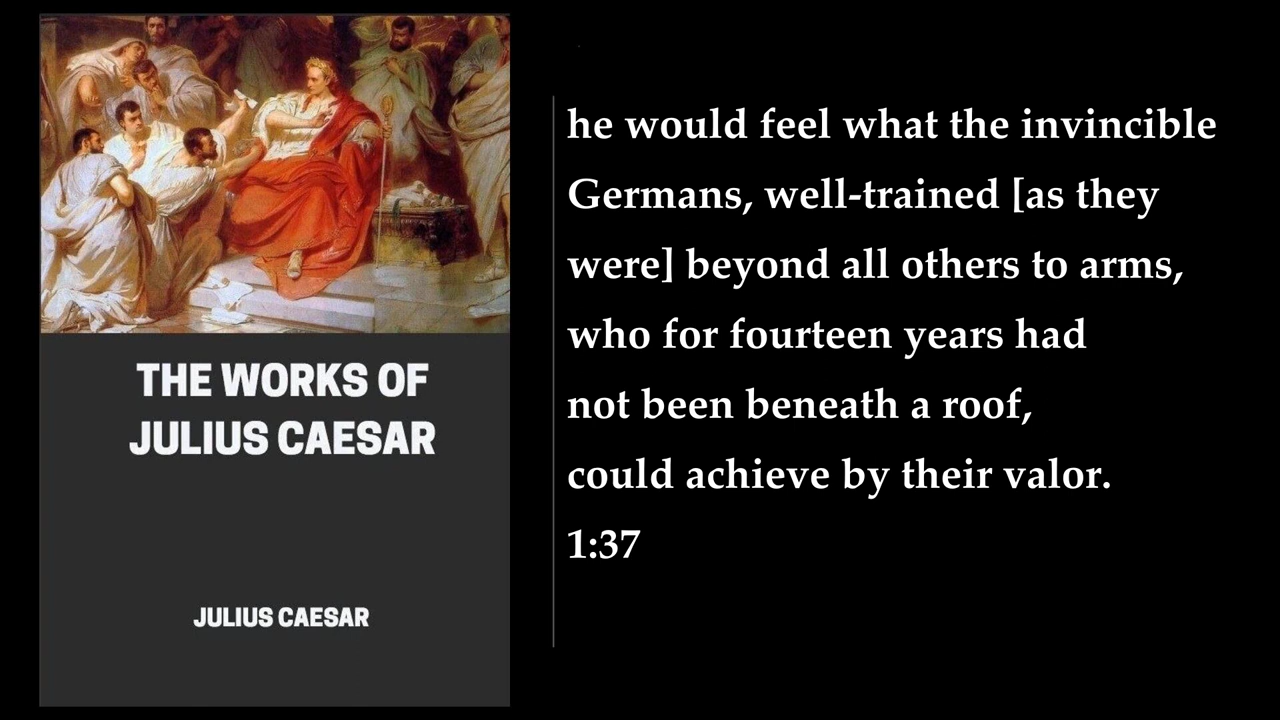 THE WORKS OF
JULIUS CAESAR
JULIUS CAESAR
he would feel what the invincible
Germans, well-trained [as they
were] beyond all others to arms,
who for fourteen years had
not been beneath a roof,
could achieve by their valor.
1:37